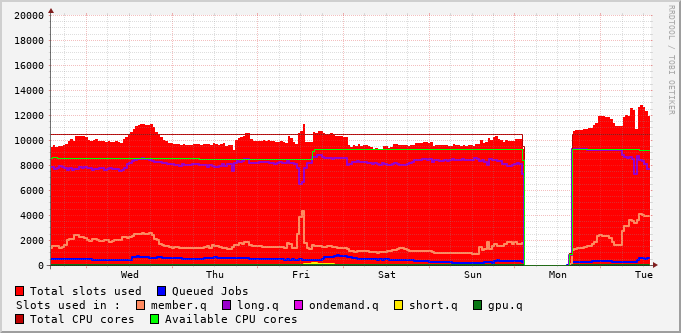 RRDTOOL / TOBI OETIKER
20000
18000
16000
14000
12000
10000
8000
6000
4000
2000
0
Wed Thu Fri Sat Sun Mon Tue
Total slots used Queued Jobs
Slots used in : member.q long.q ondemand.q short.q gpu.q
Total CPU cores Available CPU cores